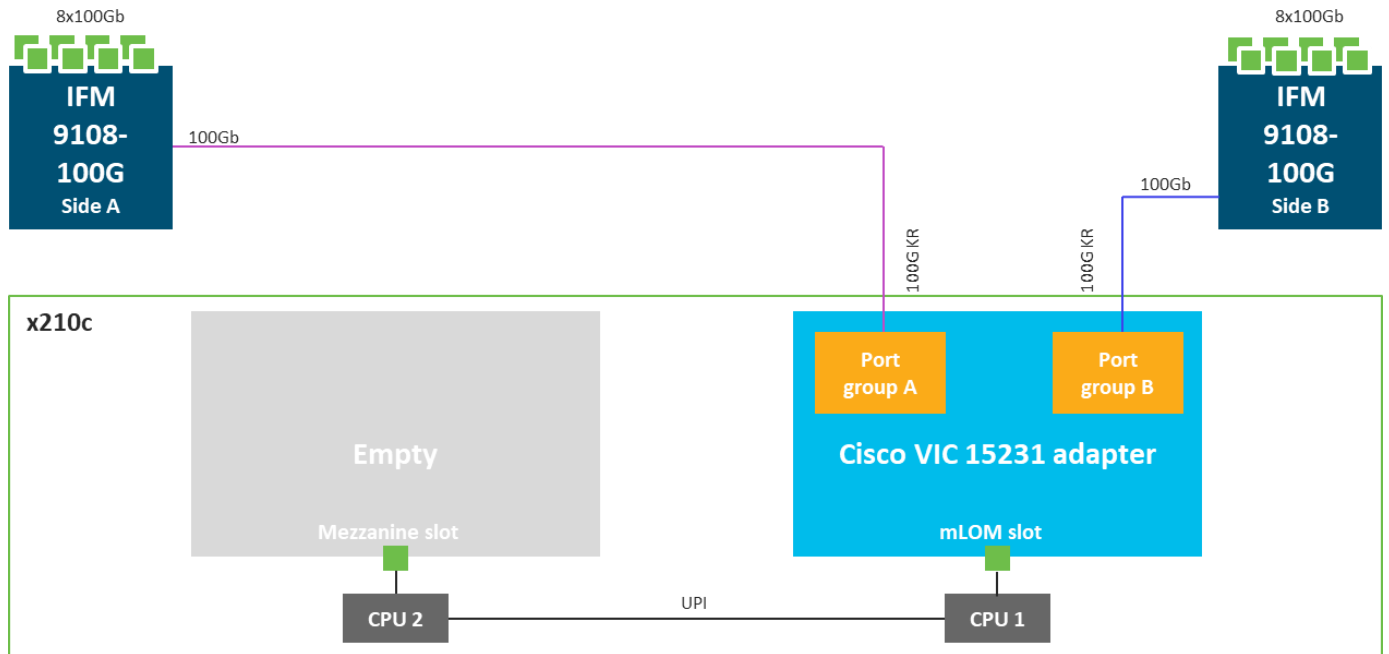 8x100Gb
8x100Gb
IFM
9108-
100G
Side A
IFM
9108-
100G
Side B
100Gb
100Gb
100G KR
100G KR
x210c
Port
group A
Port
group B
Empty
Cisco VIC 15231 adapter
Mezzanine slot
mLOM slot
UPI
CPU 2
CPU 1